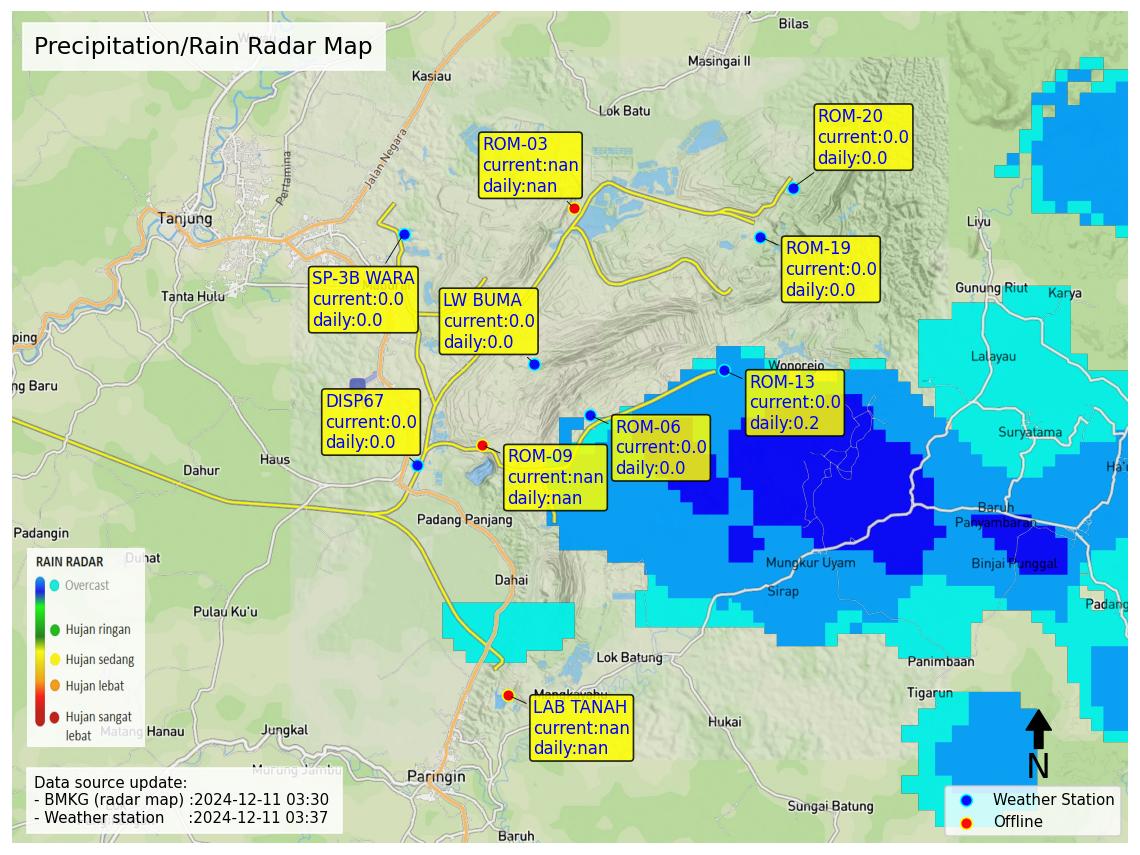 Precipitation/Rain Radar Map
Bilas
Masingai II
Kasiau
Lok Batu
Jalan Negara
Pertamina
Tanjung
ROM-20
current:0.0
daily:0.0
ROM-03
current:nan
daily:nan
Liyu
ROM-19
current:0.0
daily:0.0
SP-3B WARA
current:0.0
daily:0.0
LW BUMA
current:0.0
daily:0.0
Tanta Hulu
Gunung Riut
Karya
ping
ng Baru
Lalayau
Wonorejo
ROM-13
current:0.0
daily:0.2
DISP67
current:0.0
daily:0.0
ROM-06
current:0.0
daily:0.0
Suryatama
ROM-09
current:nan
daily:nan
Haus
Dahur
Ha'u
Baruh
Panyambaran
Padang Panjang
Padangin
Duhat
Mungkur Uyam
Binjai Punggal
Dahai
Sirap
Padang
Pulau Ku'u
RAIN RADAR
Overcast
Hujan ringan
Hujan sedang
Hujan lebat
Hujan sangat
lebat
Lok Batung
Panimbaan
Tigarun
LAB TANAH
current:nan
daily:nan
Hukai
Matang Hanau
Jungkal
Murung Jambu
Paringin
Sungai Batung
Baruh
N
Data source update:
- BMKG (radar map) :2024-12-11 03:30
- Weather station :2024-12-11 03:37
Weather Station
Offline